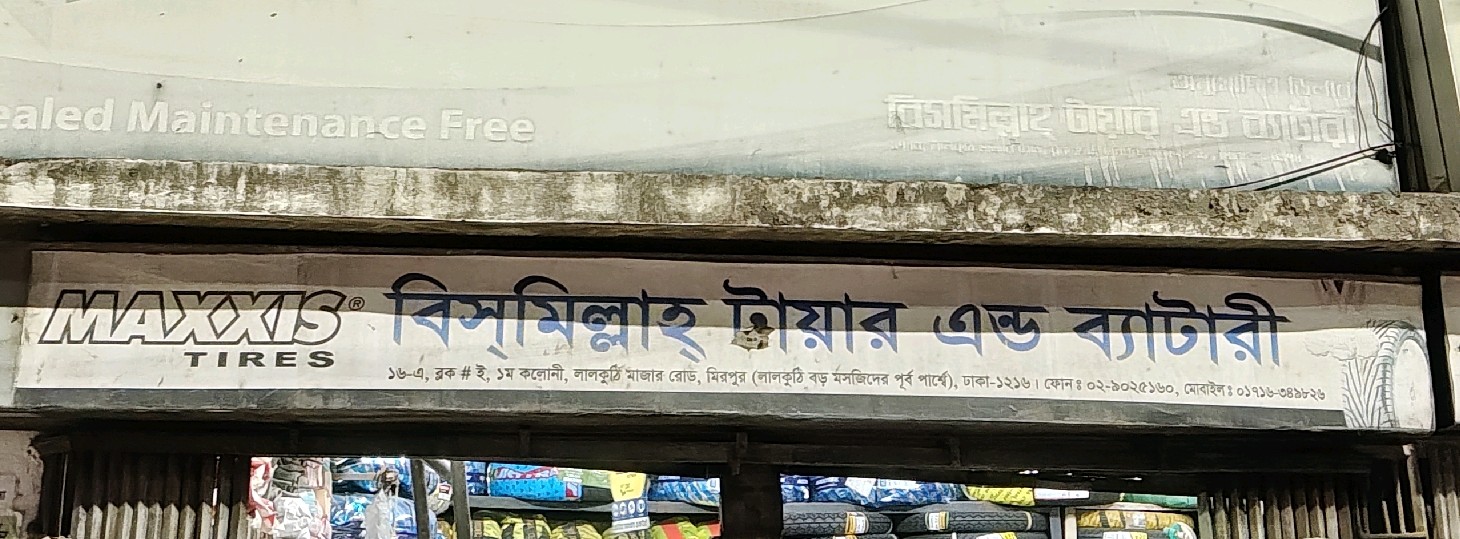 ealed Maintenance Free
অনুমোদিত ডিলার
বিসমিল্লাহ্ টায়ার এন্ড ব্যাটারী
MAXXIS®
TIRES
বিস্‌মিল্লাহ্ টায়ার এন্ড ব্যাটারী
১৬-এ, ব্লক # ই, ১ম কলোনী, লালকুঠি মাজার রোড, মিরপুর (লালকুঠি বড় মসজিদের পূর্ব পার্শ্বে), ঢাকা-১২১৬। ফোন ঃ ০২-৯০২৫১৬০, মোবাইল ঃ ০১৭১৬-৩৪৯৮২৬